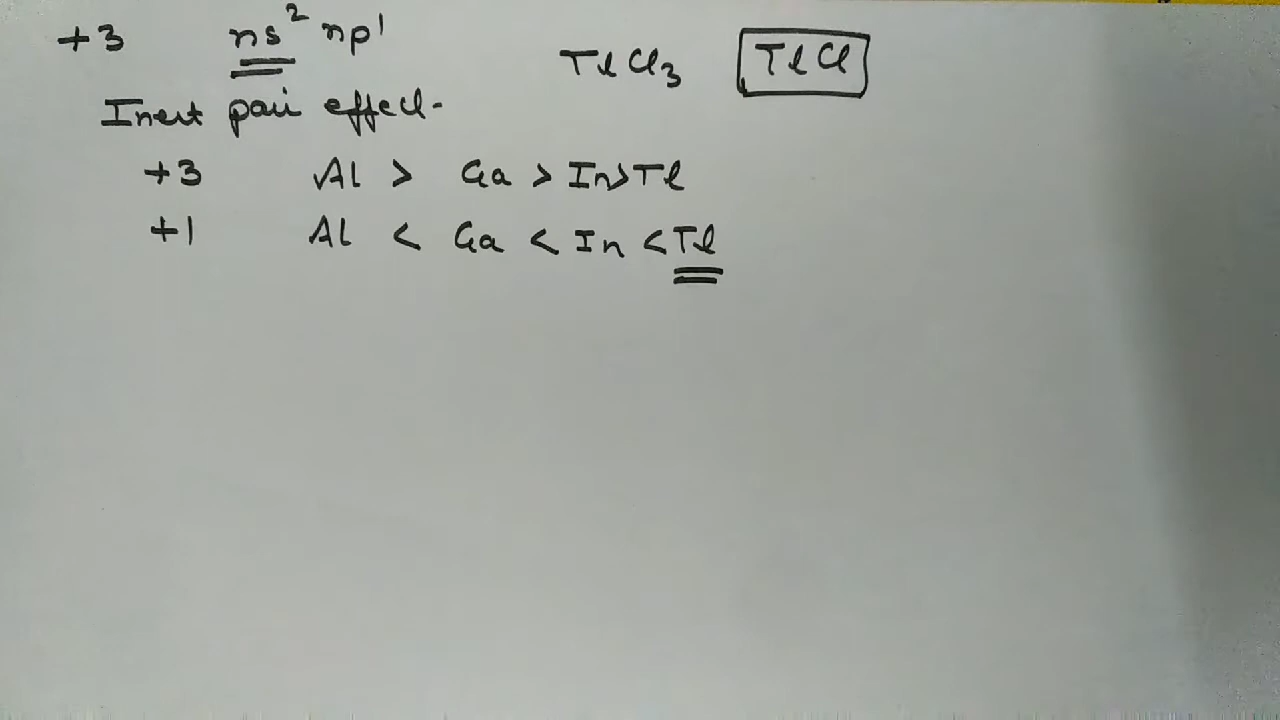 +3 ns² np¹ TlCl₃ TlCl
Inert pair effect-
+3 Al > Ga > In > Tl
+1 Al < Ga < In < Tl